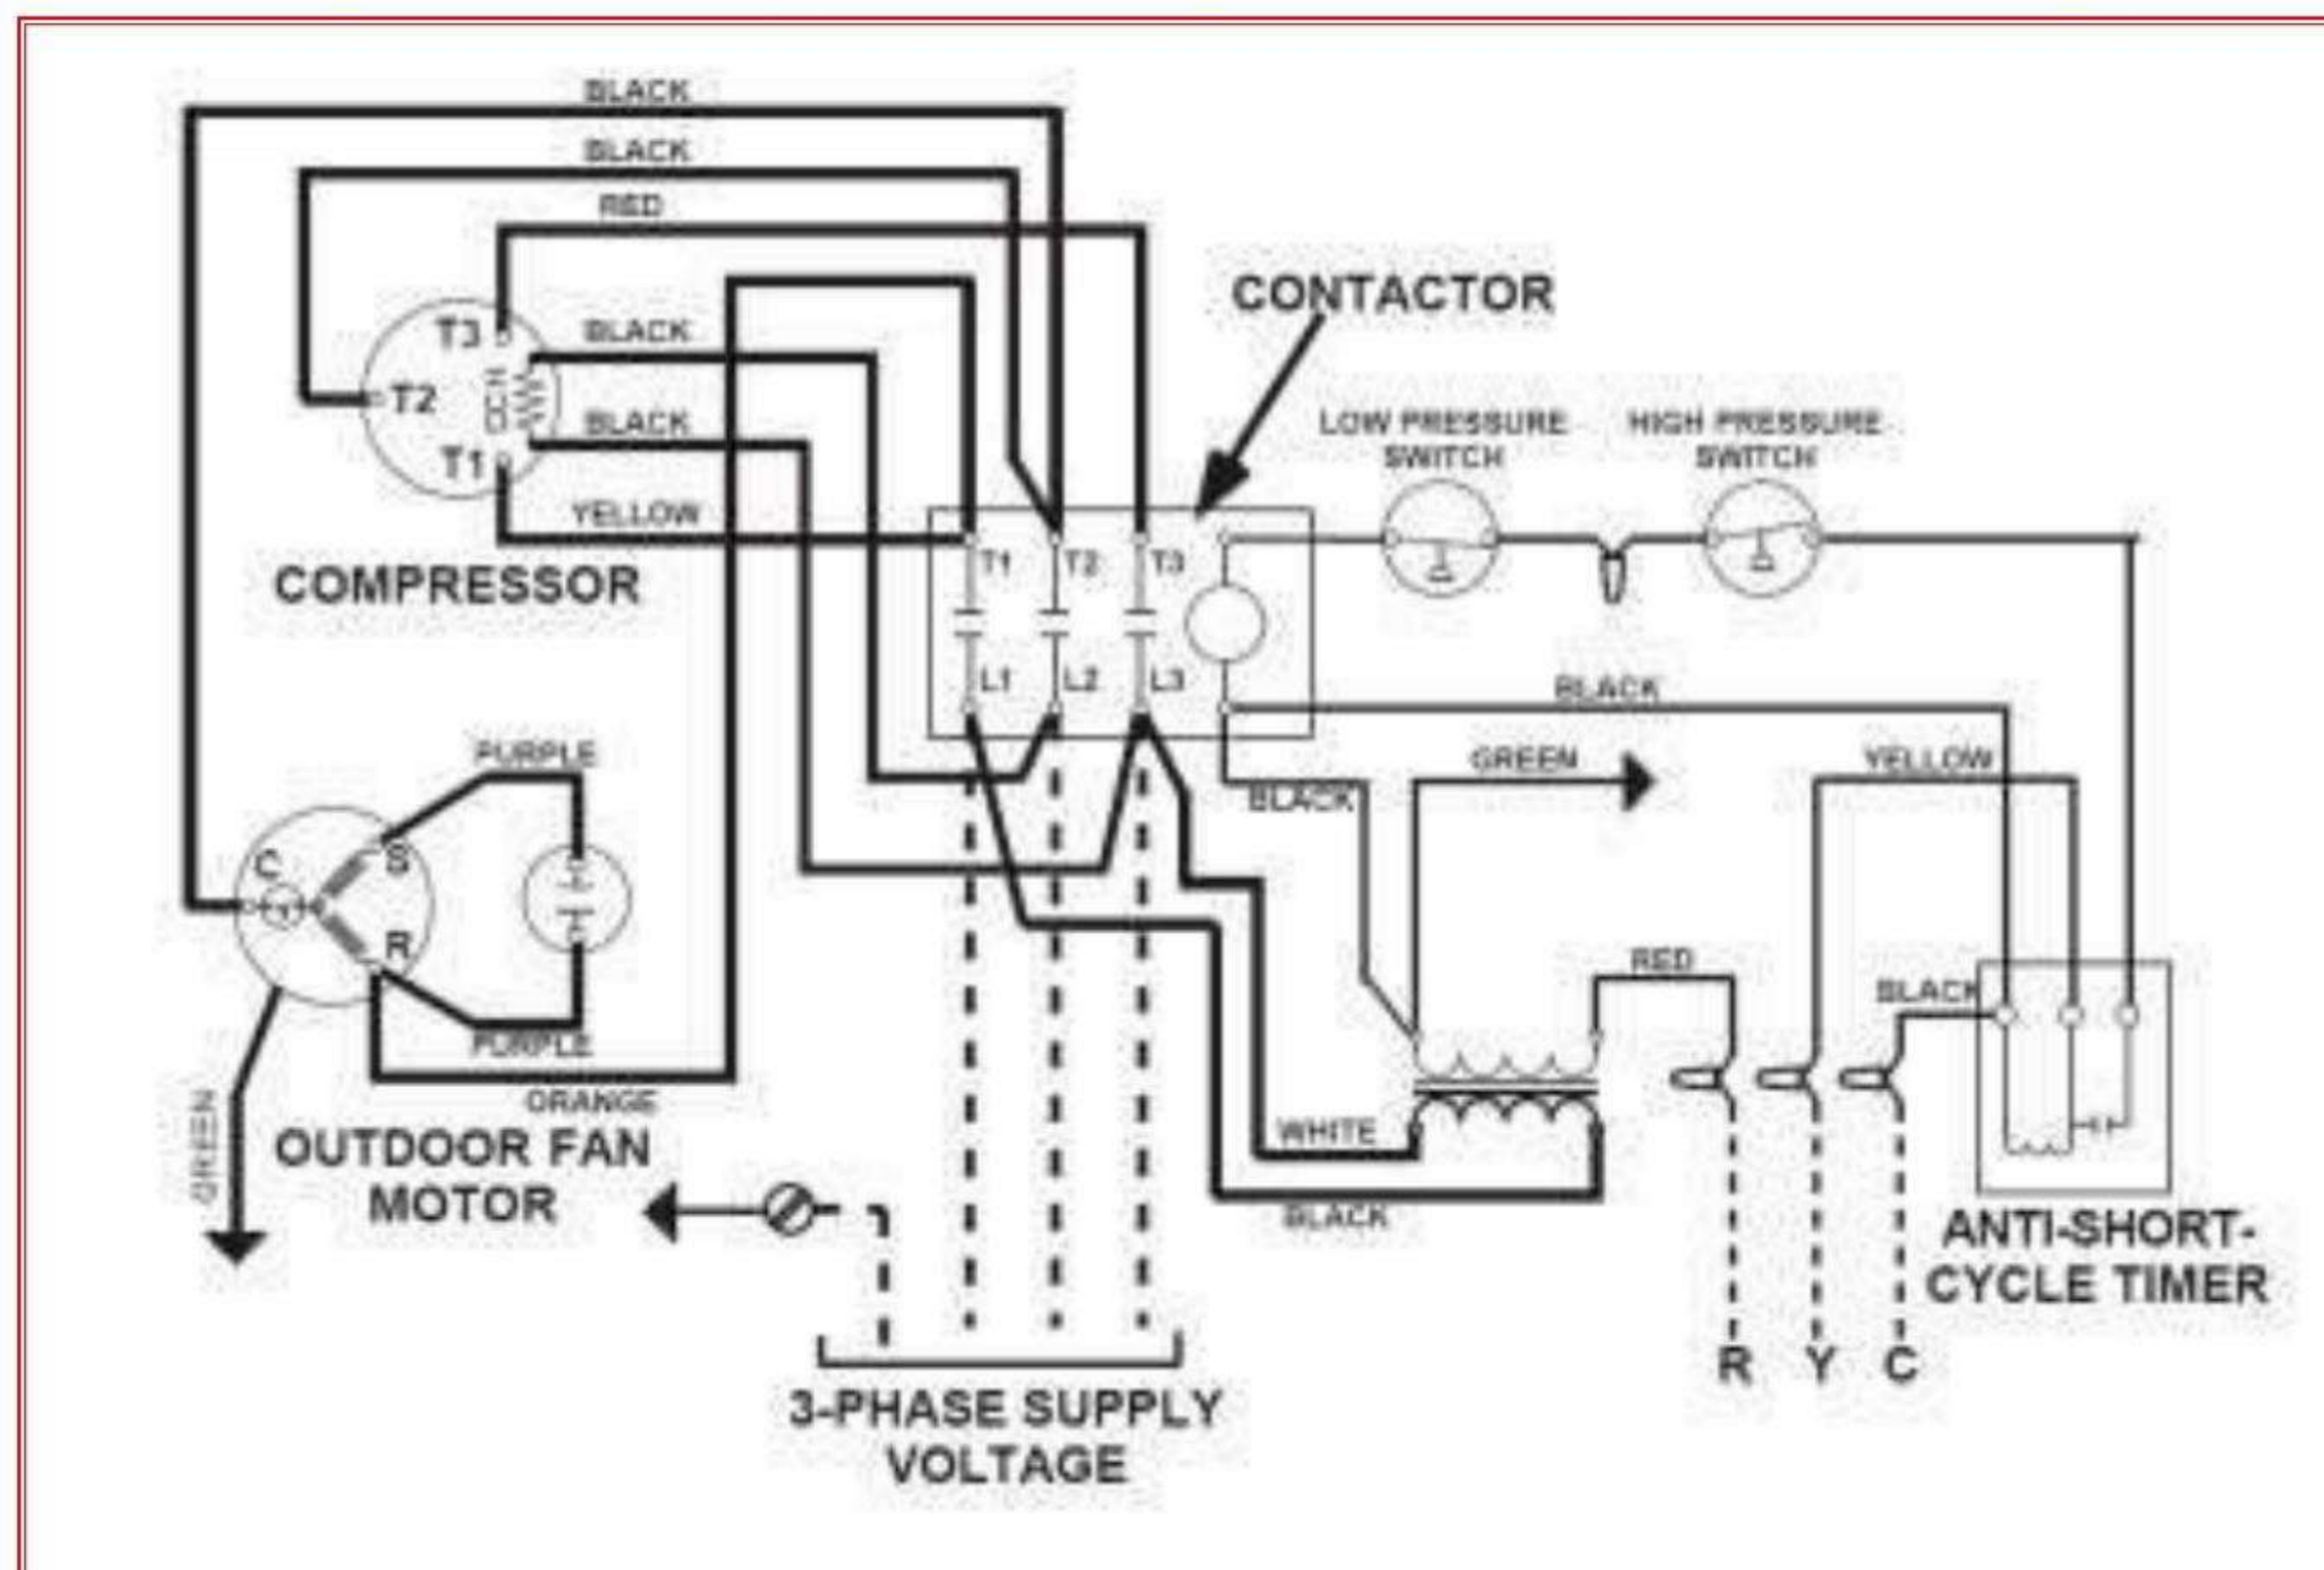 BLACK
BLACK
RED
CONTACTOR
T3
BLACK
T2
CCH
LOW PRESSURE
SWITCH
HIGH PRESSURE
SWITCH
BLACK
T1
YELLOW
T1
T2
T3
COMPRESSOR
L1
L2
L3
BLACK
PURPLE
GREEN
YELLOW
BLACK
C
S
R
RED
BLACK
PURPLE
ORANGE
GREEN
OUTDOOR FAN
MOTOR
WHITE
BLACK
ANTI-SHORT-
CYCLE TIMER
R
Y
C
3-PHASE SUPPLY
VOLTAGE